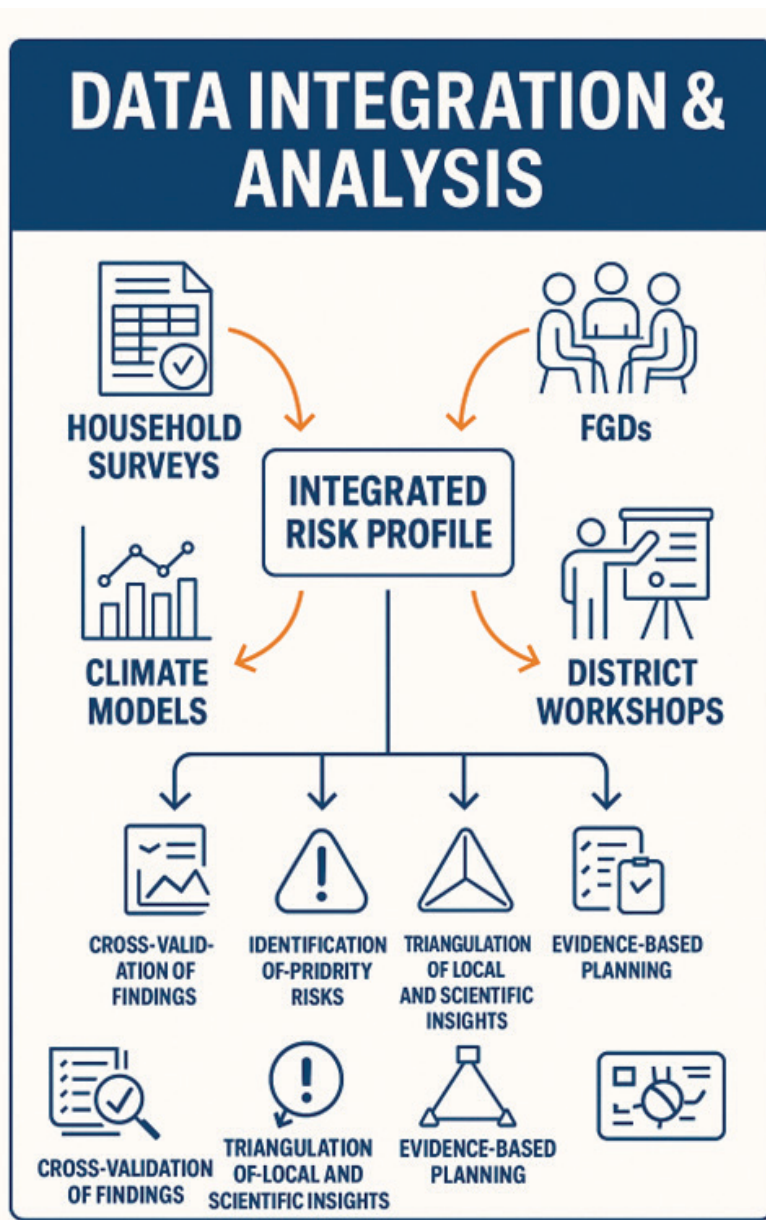 DATA INTEGRATION &
ANALYSIS
HOUSEHOLD
SURVEYS
FGDs
INTEGRATED
RISK PROFILE
CLIMATE
MODELS
DISTRICT
WORKSHOPS
CROSS-VALID-
ATION OF
FINDINGS
IDENTIFICATION
OF-PRIDRITY
RISKS
TRIANGULATION
OF LOCAL
AND SCIENTIFIC
INSIGHTS
EVIDENCE-BASED
PLANNING
CROSS-VALIDATION
OF FINDINGS
TRIANGULATION
OF-LOCAL AND
SCIENTIFIC INSIGHTS
EVIDENCE-BASED
PLANNING